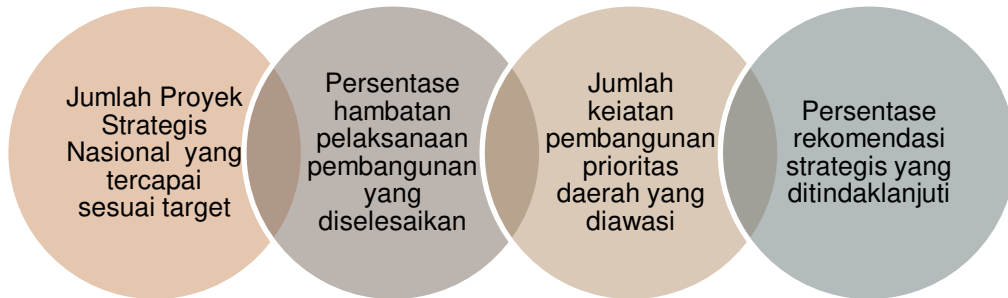 Jumlah Proyek
Strategis
Nasional yang
tercapai
sesuai target
Persentase
hambatan
pelaksanaan
pembangunan
yang
diselesaikan
Jumlah
keiatan
pembangunan
prioritas
daerah yang
diawasi
Persentase
rekomendasi
strategis yang
ditindaklanjuti